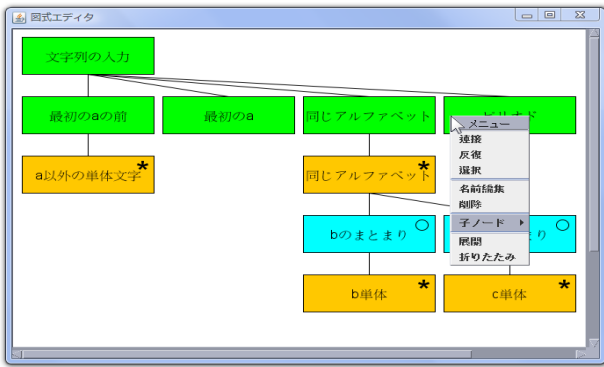 図式エディタ
文字列の入力
最初のaの前
最初のa
同じアルファベット
a以外の単体文字
*
同じアルファベット
*
bのまとまり
b単体
*
c単体
*
メニュー
連接
反復
選択
名前編集
削除
子ノード
展開
折りたたみ